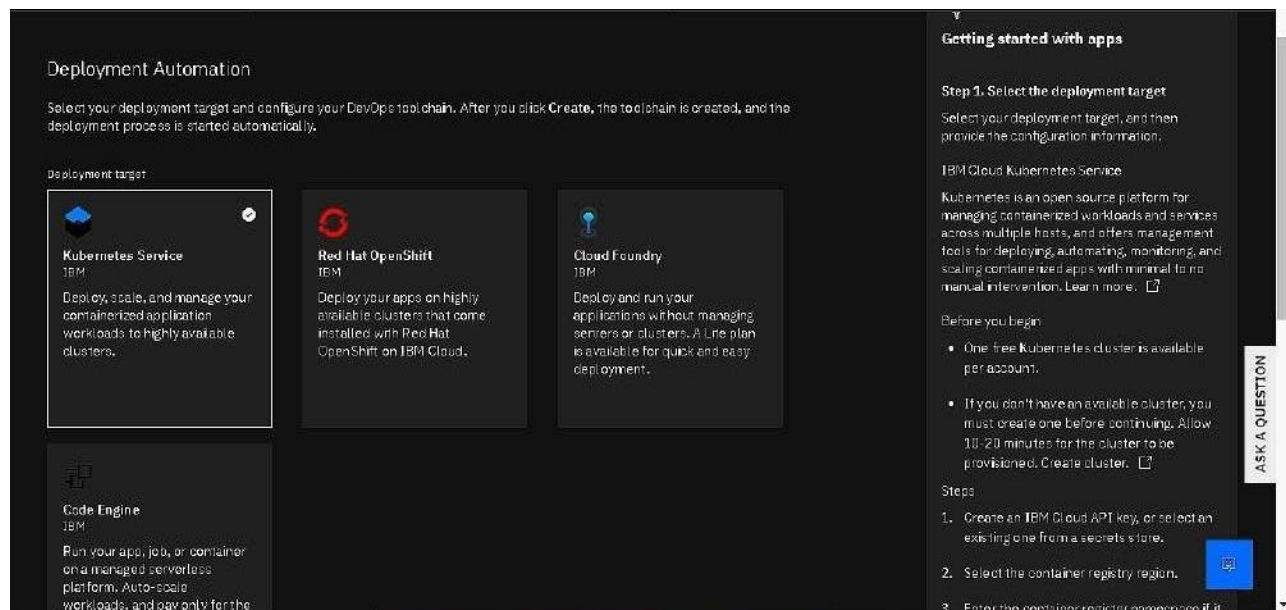 Deployment Automation
Select your deployment target and configure your DevOps toolchain. After you click Create, the toolchain is created, and the
deployment process is started automatically.
Deployment target
Kubernetes Service
IBM
Deploy, scale, and manage your
containerized application
workloads to highly available
clusters.
Red Hat OpenShift
IBM
Deploy your apps on highly
available clusters that come
installed with Red Hat
OpenShift on IBM Cloud.
Cloud Foundry
IBM
Deploy and run your
applications without managing
servers or clusters. A Lite plan
is available for quick and easy
deployment.
Code Engine
IBM
Run your app, job, or container
on a managed serverless
platform. Auto-scale
workloads, and pay only for the
Getting started with apps
Step 1. Select the deployment target
Select your deployment target, and then
provide the configuration information.
IBM Cloud Kubernetes Service
Kubernetes is an open source platform for
managing containerized workloads and services
across multiple hosts, and offers management
tools for deploying, automating, monitoring, and
scaling containerized apps with minimal to no
manual intervention. Learn more.
Before you begin
• One free Kubernetes cluster is available
per account.
• If you don't have an available cluster, you
must create one before continuing. Allow
10-20 minutes for the cluster to be
provisioned. Create cluster.
Steps
1. Create an IBM Cloud API key, or select an
existing one from a secrets store.
2. Select the container registry region.
3. Enter the container registry namespace if it
ASK A QUESTION